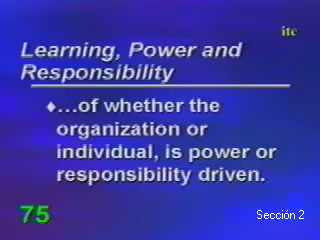 itc
Learning, Power and
Responsibility
♦...of whether the
organization or
individual, is power or
responsibility driven.
75
Sección 2